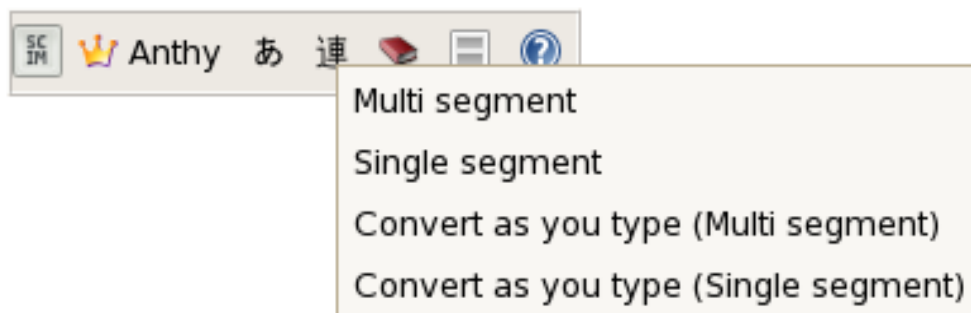 SC
IM
Anthy あ 連
Multi segment
Single segment
Convert as you type (Multi segment)
Convert as you type (Single segment)